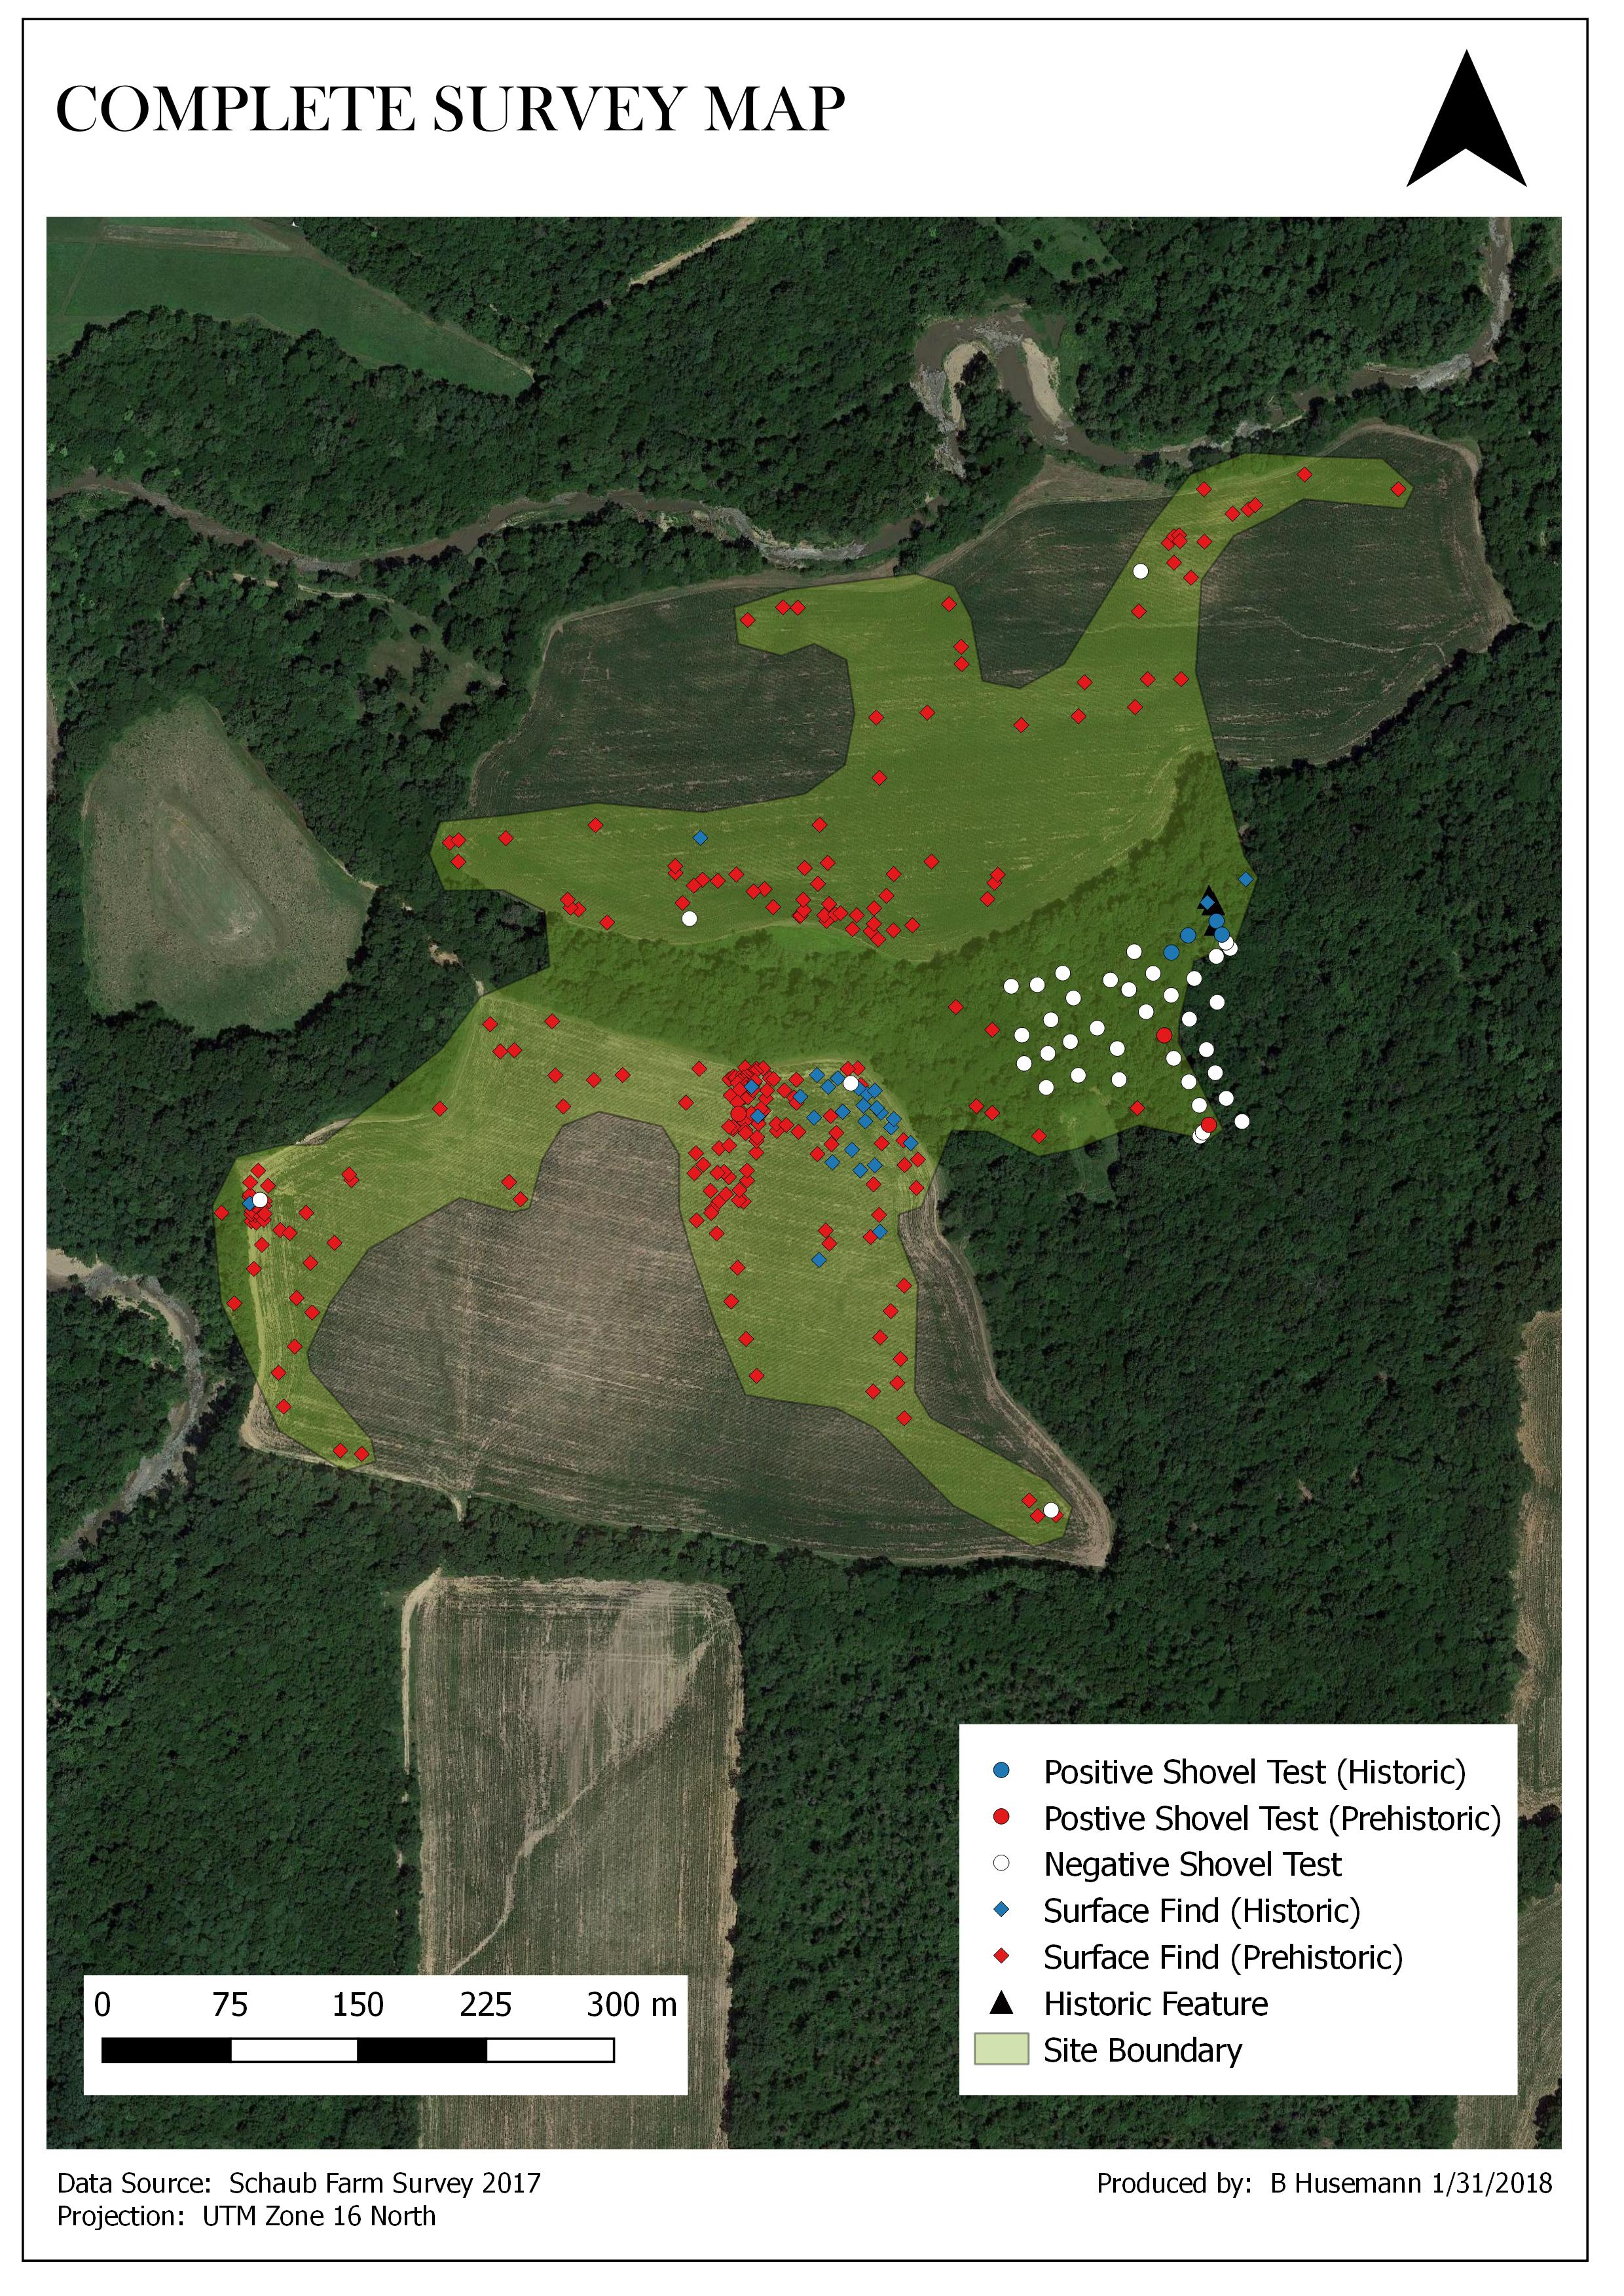 COMPLETE SURVEY MAP
Positive Shovel Test (Historic)
Postive Shovel Test (Prehistoric)
Negative Shovel Test
Surface Find (Historic)
Surface Find (Prehistoric)
Historic Feature
Site Boundary
0 75 150 225 300 m
Data Source: Schaub Farm Survey 2017
Produced by: B Husemann 1/31/2018
Projection: UTM Zone 16 North